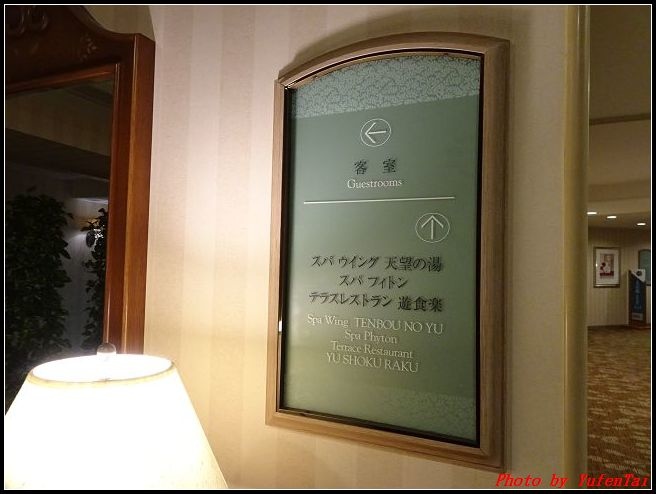 客室
Guestrooms
スパ ウイング 天望の湯
スパ フィトン
テラスレストラン 遊食楽
Spa Wing TENBOU NO YU
Spa Phyton
Terrace Restaurant
YU SHOKU RAKU
Photo by YufenTai